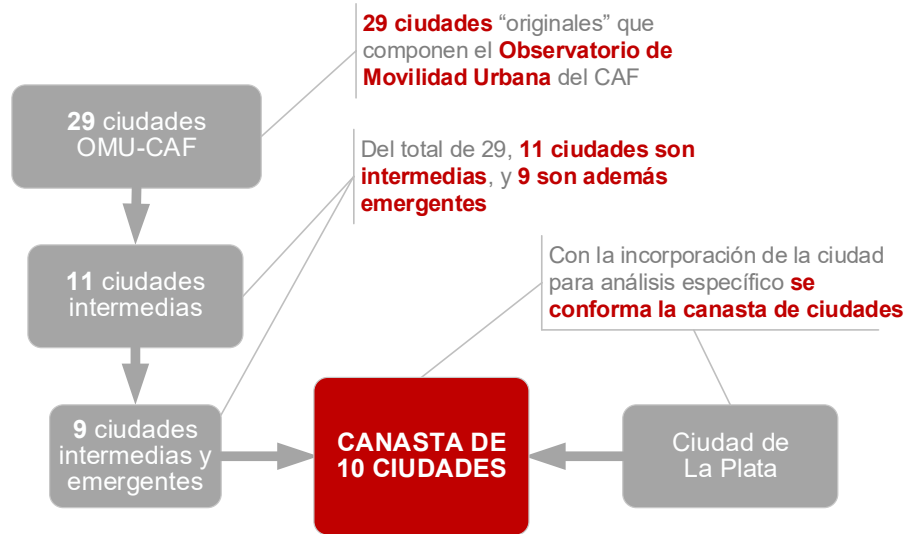 29 ciudades “originales” que
componen el Observatorio de
Movilidad Urbana del CAF
29 ciudades
OMU-CAF
Del total de 29, 11 ciudades son
intermedias, y 9 son además
emergentes
11 ciudades
intermedias
Con la incorporación de la ciudad
para análisis específico se
conforma la canasta de ciudades
9 ciudades
intermedias y
emergentes
CANASTA DE
10 CIUDADES
Ciudad de
La Plata